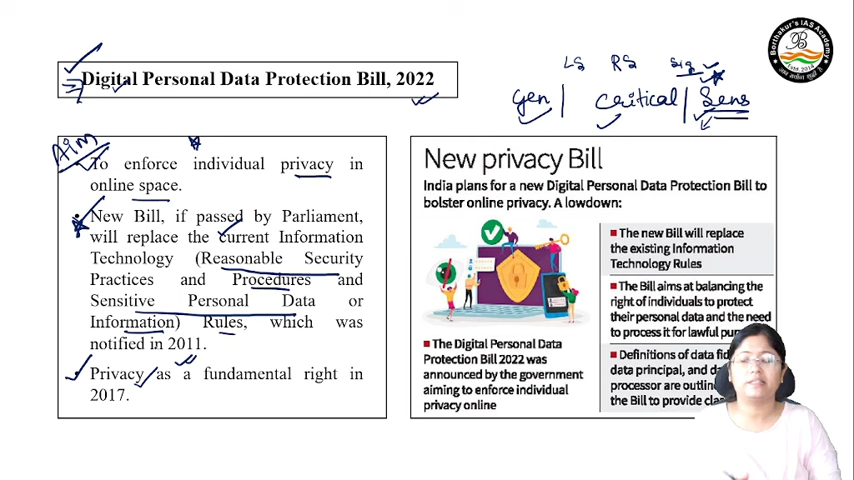 Borthakur's IAS Academy
B
Estd. 2014
LS RS Sig
Digital Personal Data Protection Bill, 2022
Gen | Critical | Sens
Aim
To enforce individual privacy in
online space.
New Bill, if passed by Parliament,
will replace the current Information
Technology (Reasonable Security
Practices and Procedures and
Sensitive Personal Data or
Information) Rules, which was
notified in 2011.
Privacy as a fundamental right in
2017.
New privacy Bill
India plans for a new Digital Personal Data Protection Bill to
bolster online privacy. A lowdown:
The Digital Personal Data
Protection Bill 2022 was
announced by the government
aiming to enforce individual
privacy online
The new Bill will replace
the existing Information
Technology Rules
The Bill aims at balancing the
right of individuals to protect
their personal data and the need
to process it for lawful
Definitions of data
data principal, and
processor are
the Bill to provide